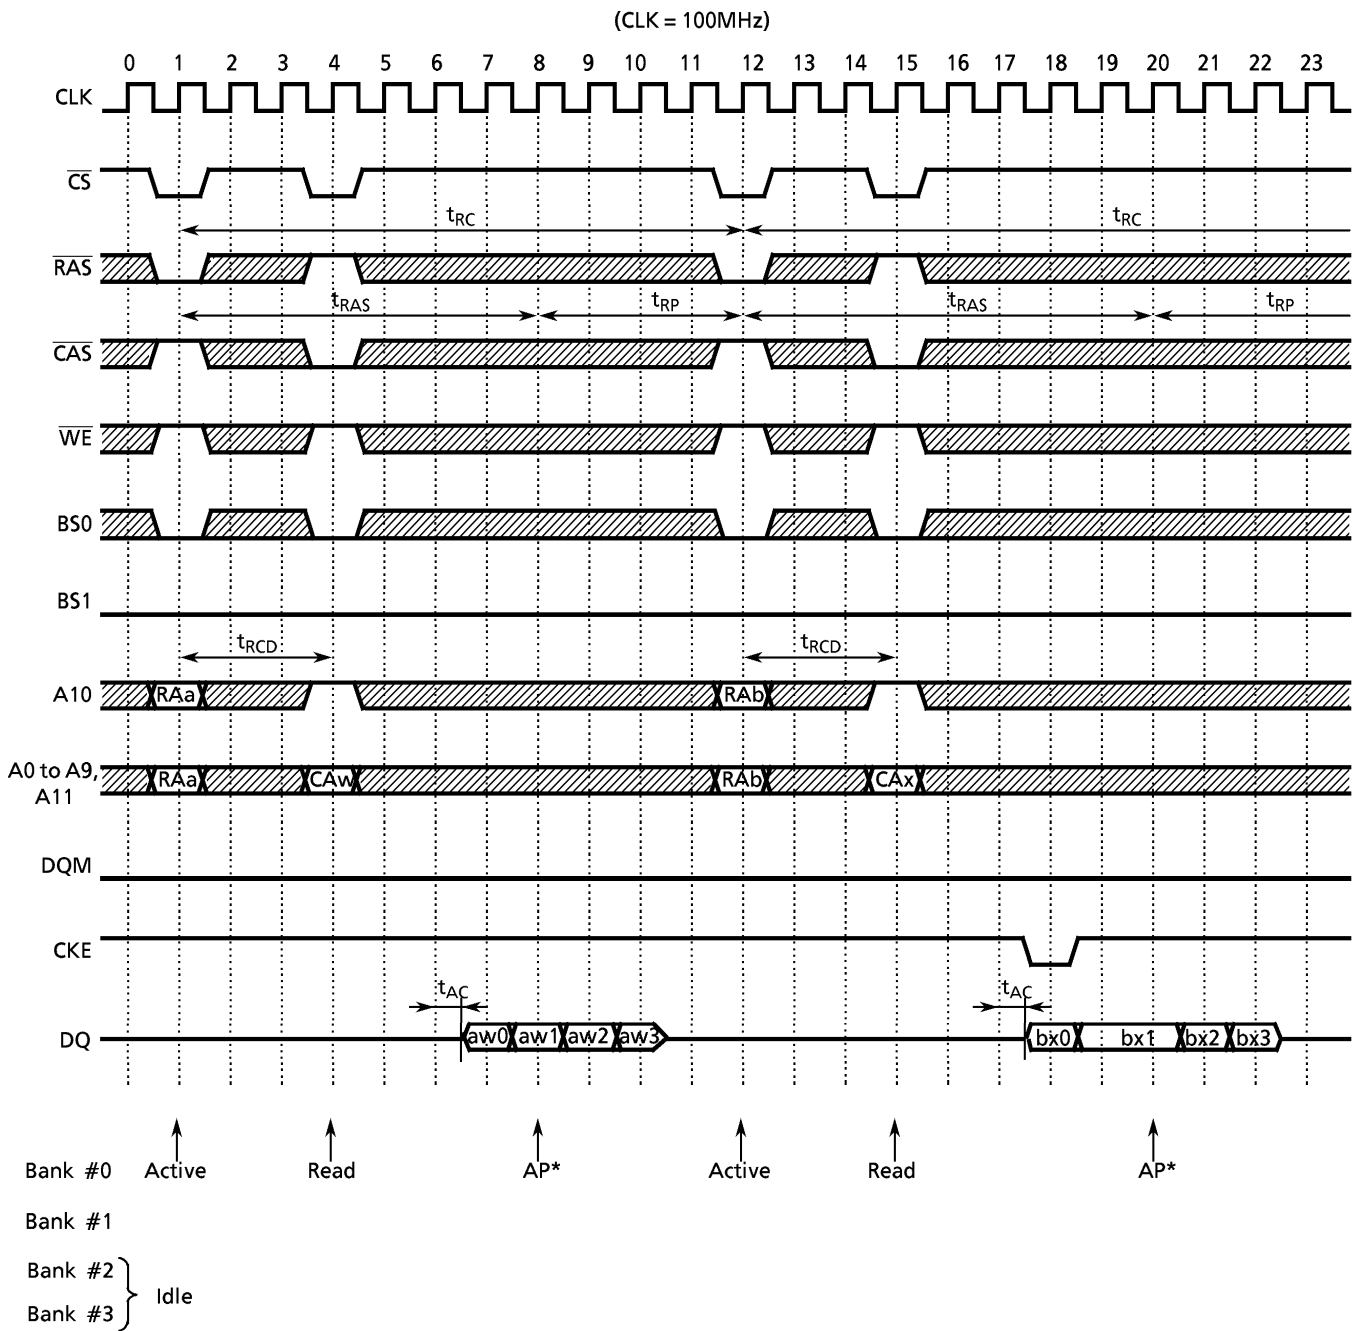 (CLK = 100MHz)
0 1 2 3 4 5 6 7 8 9 10 11 12 13 14 15 16 17 18 19 20 21 22 23
CLK
CS
tRC tRC
RAS
tRAS tRP tRAS tRP
CAS
WE
BS0
BS1
tRCD tRCD
A10 RAa RAb
A0 to A9, A11 RAa CAw RAb CAx
DQM
CKE
tAC tAC
DQ aw0 aw1 aw2 aw3 bx0 bx1 bx2 bx3
Bank #0 Active Read AP* Active Read AP*
Bank #1
Bank #2
Idle
Bank #3